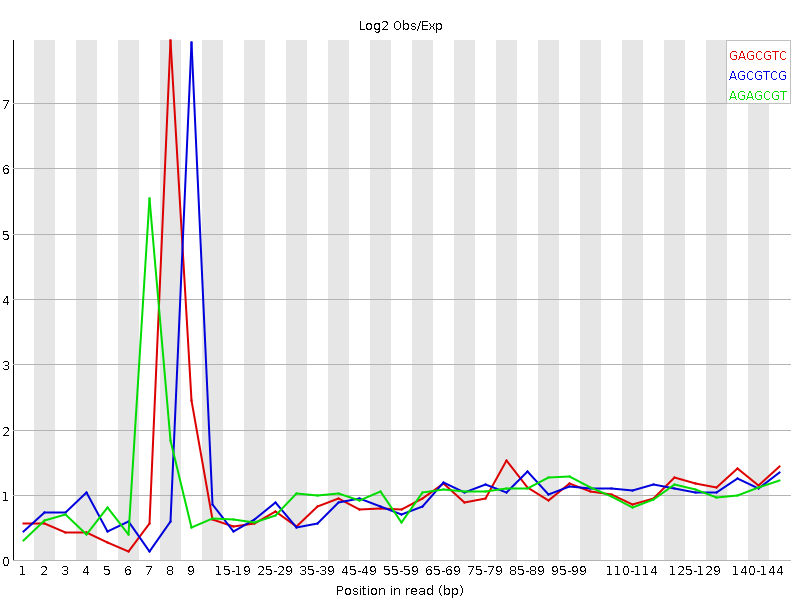 Log2 Obs/Exp
GAGCGTC
AGCGTCG
AGAGCGT
7
6
5
4
3
2
1
0
1 2 3 4 5 6 7 8 9 15-19 25-29 35-39 45-49 55-59 65-69 75-79 85-89 95-99 110-114 125-129 140-144
Position in read (bp)